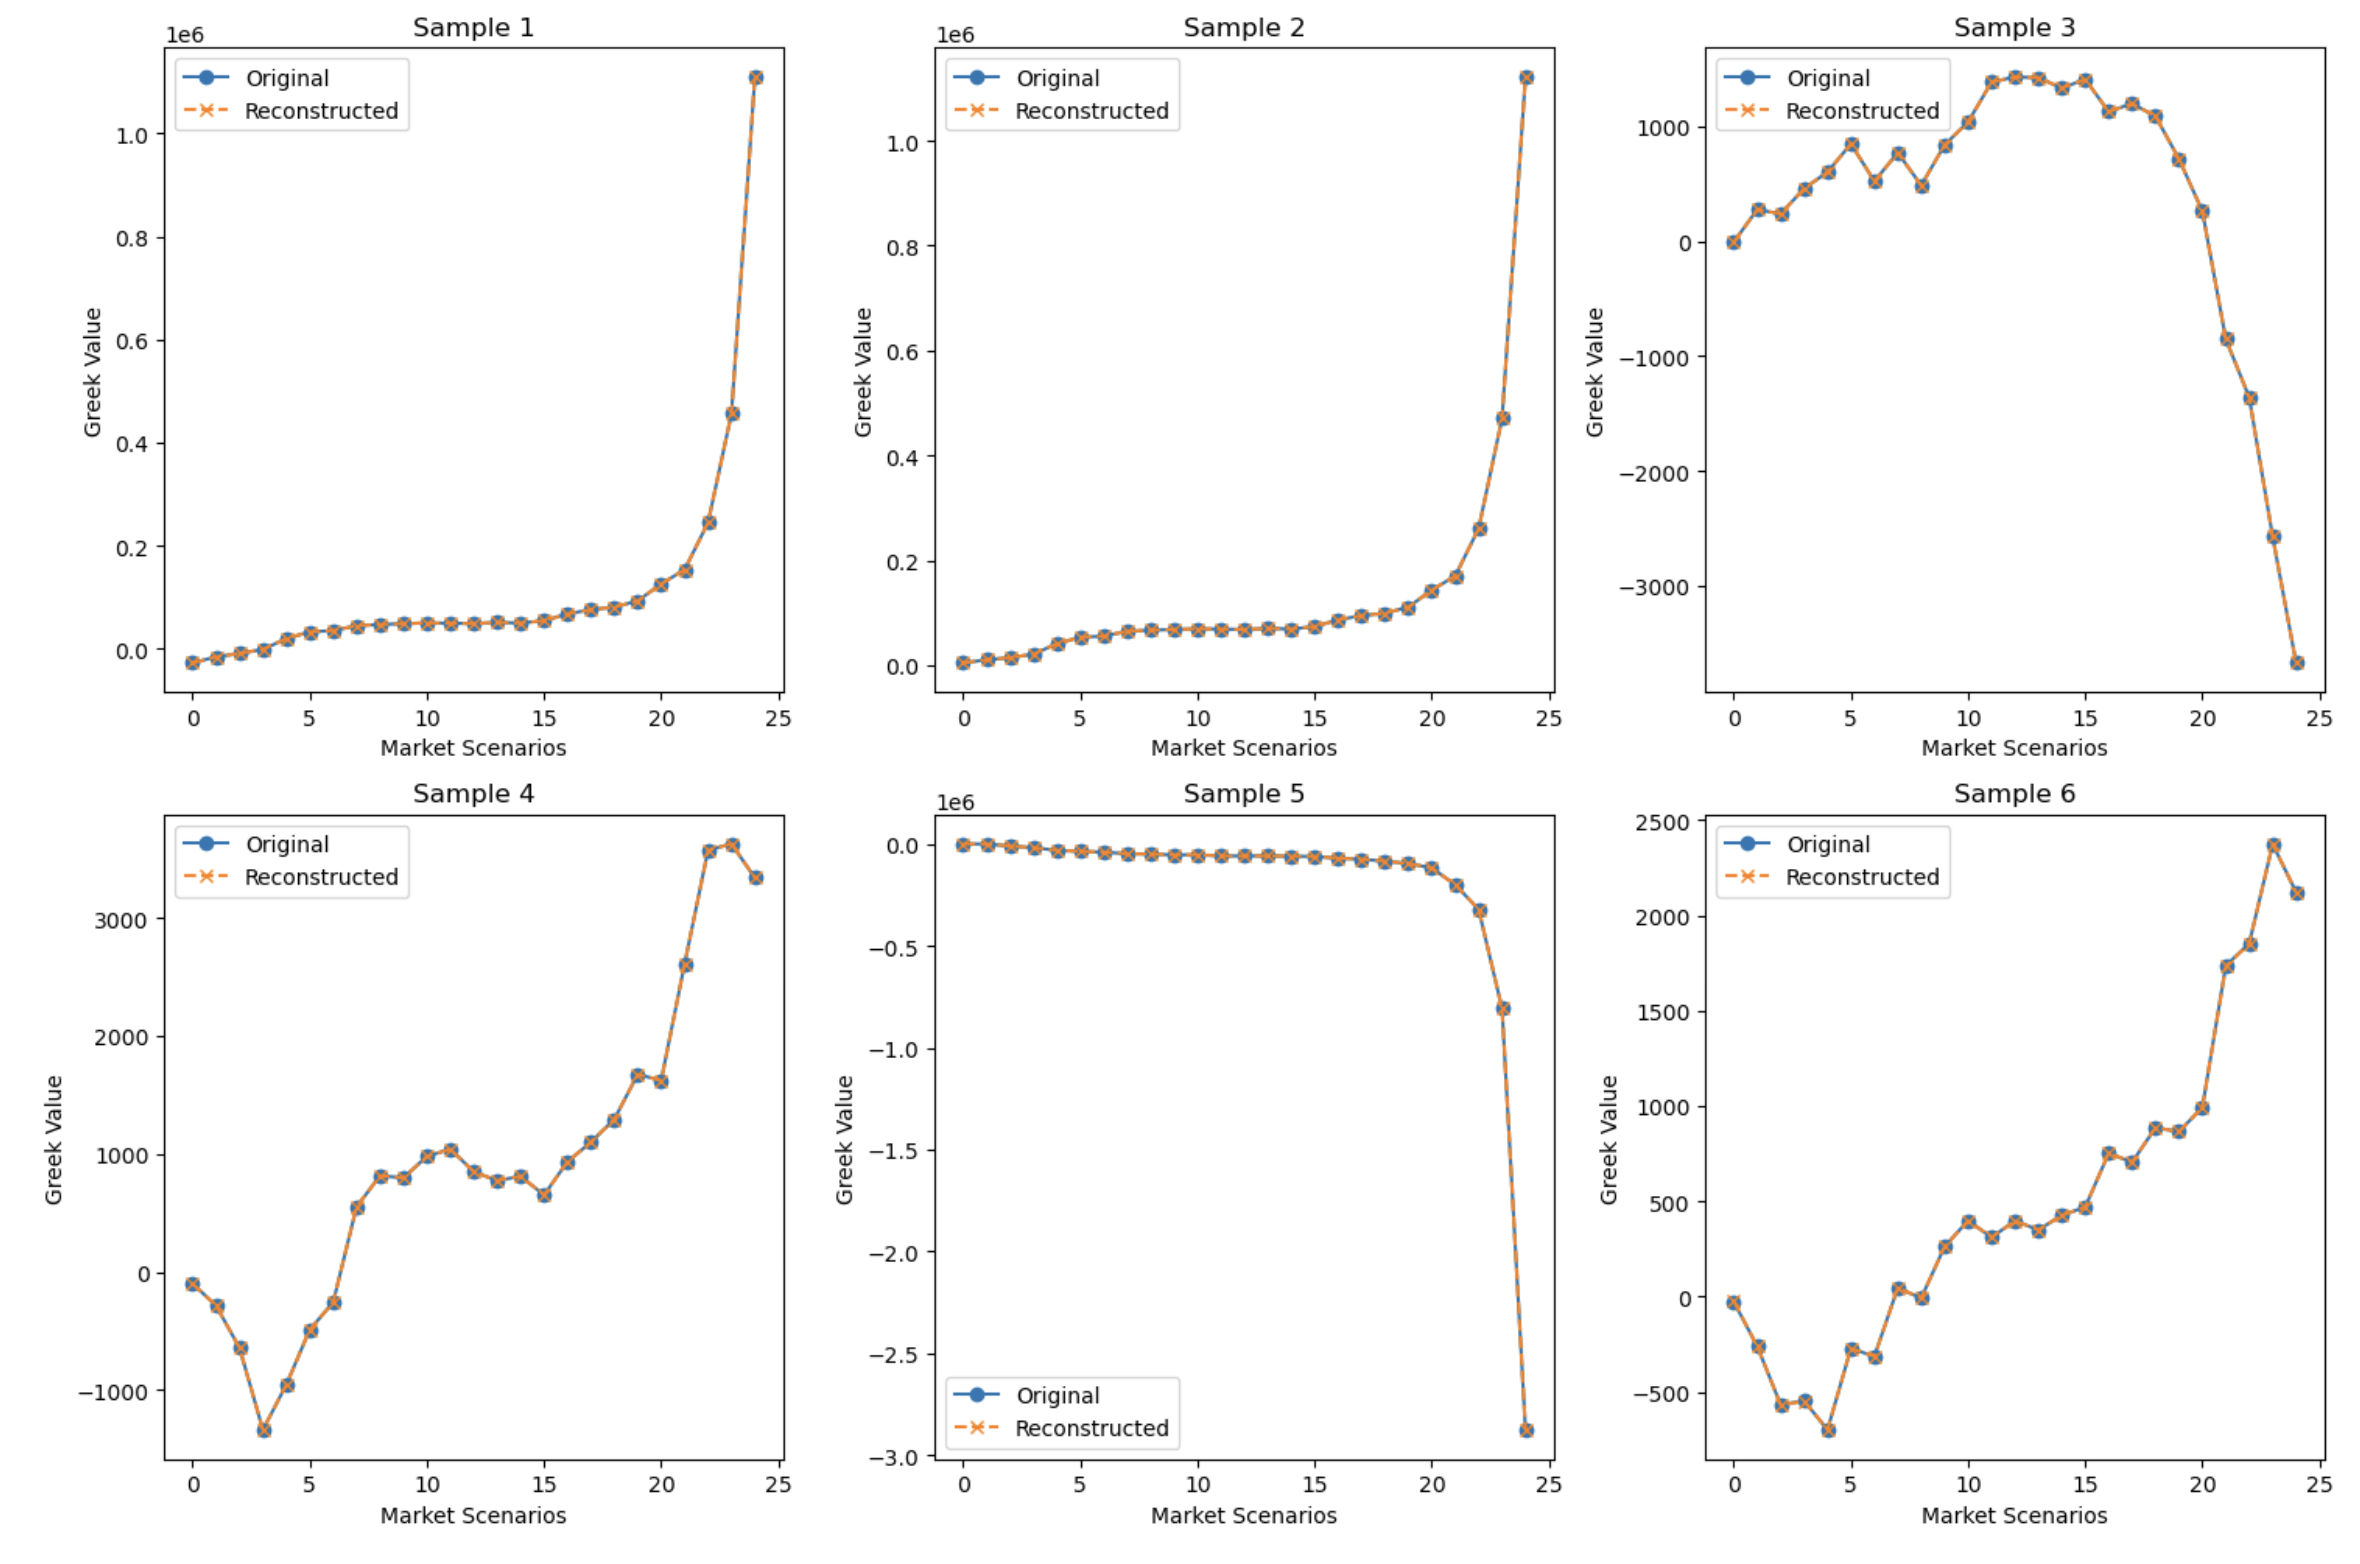 Sample 1
1e6
Original
Reconstructed
1.0
0.8
0.6
0.4
0.2
0.0
Greek Value
0 5 10 15 20 25
Market Scenarios
Sample 2
1e6
Original
Reconstructed
1.0
0.8
0.6
0.4
0.2
0.0
Greek Value
0 5 10 15 20 25
Market Scenarios
Sample 3
Original
Reconstructed
1000
0
−1000
−2000
−3000
Greek Value
0 5 10 15 20 25
Market Scenarios
Sample 4
Original
Reconstructed
3000
2000
1000
0
−1000
Greek Value
0 5 10 15 20 25
Market Scenarios
Sample 5
1e6
0.0
−0.5
−1.0
−1.5
−2.0
−2.5
−3.0
Original
Reconstructed
Greek Value
0 5 10 15 20 25
Market Scenarios
Sample 6
Original
Reconstructed
2500
2000
1500
1000
500
0
−500
Greek Value
0 5 10 15 20 25
Market Scenarios